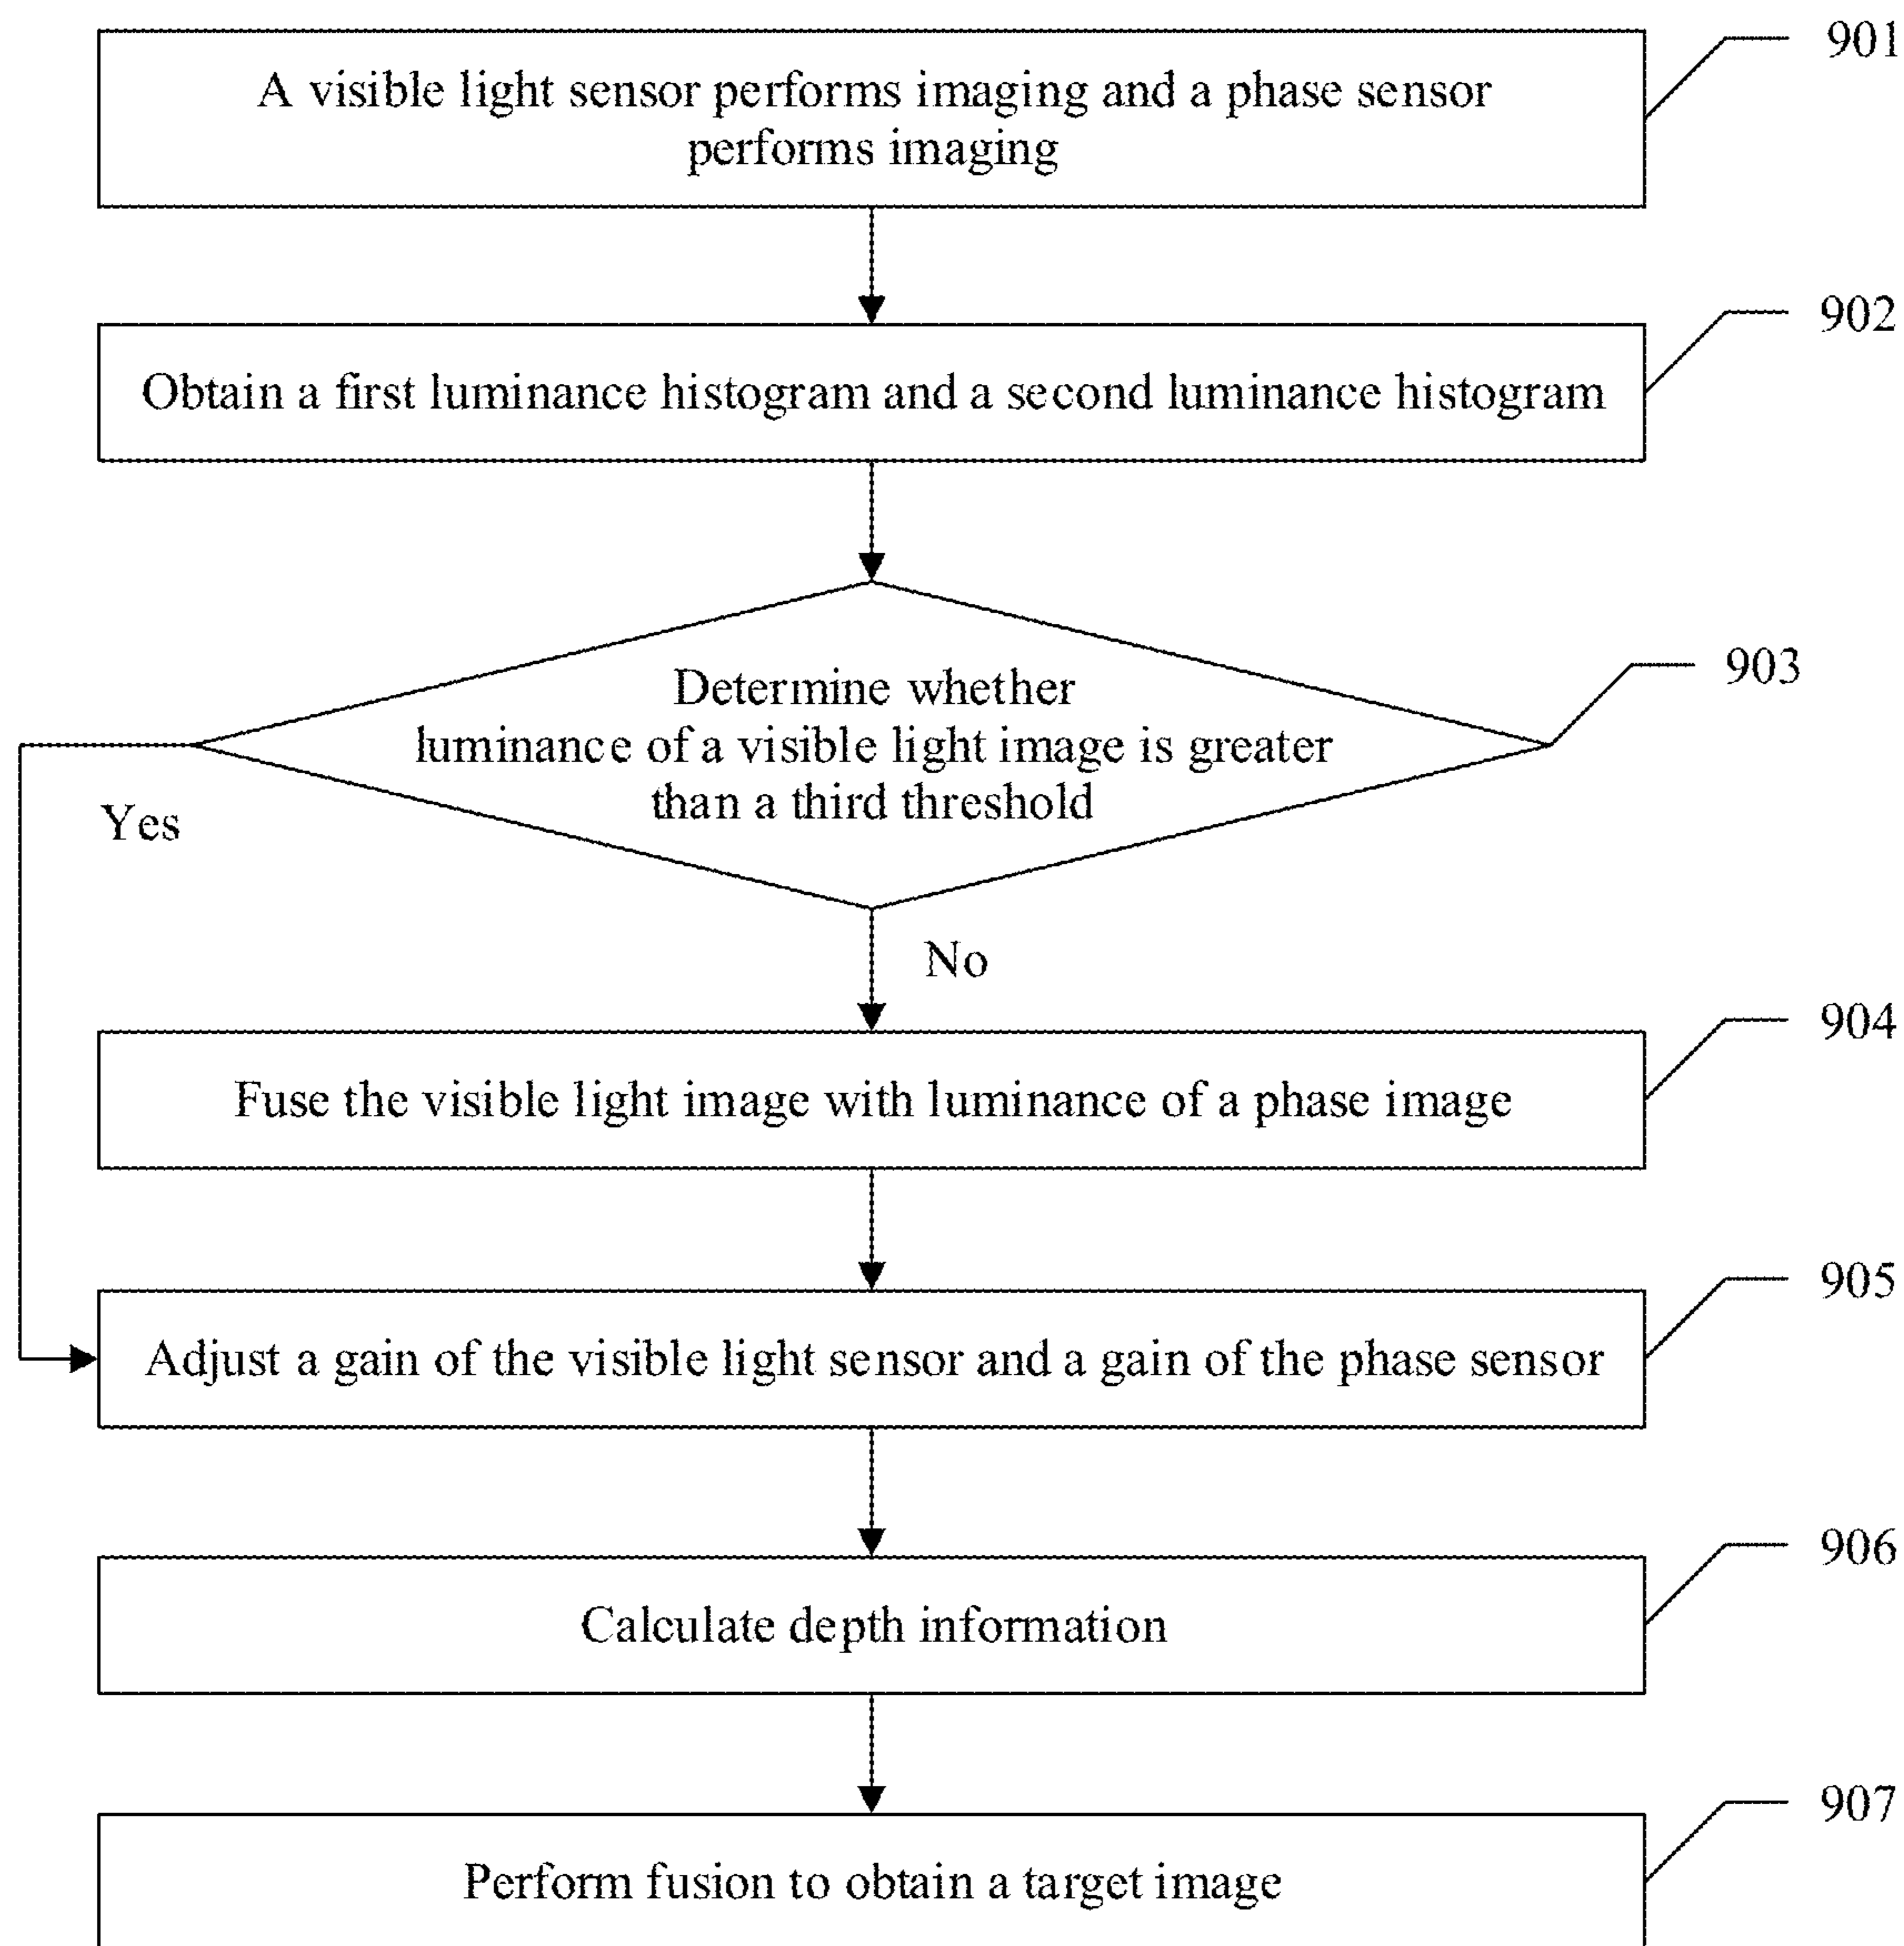 901
A visible light sensor performs imaging and a phase sensor
performs imaging
902
Obtain a first luminance histogram and a second luminance histogram
903
Determine whether
luminance of a visible light image is greater
than a third threshold
Yes
No
904
Fuse the visible light image with luminance of a phase image
905
Adjust a gain of the visible light sensor and a gain of the phase sensor
906
Calculate depth information
907
Perform fusion to obtain a target image